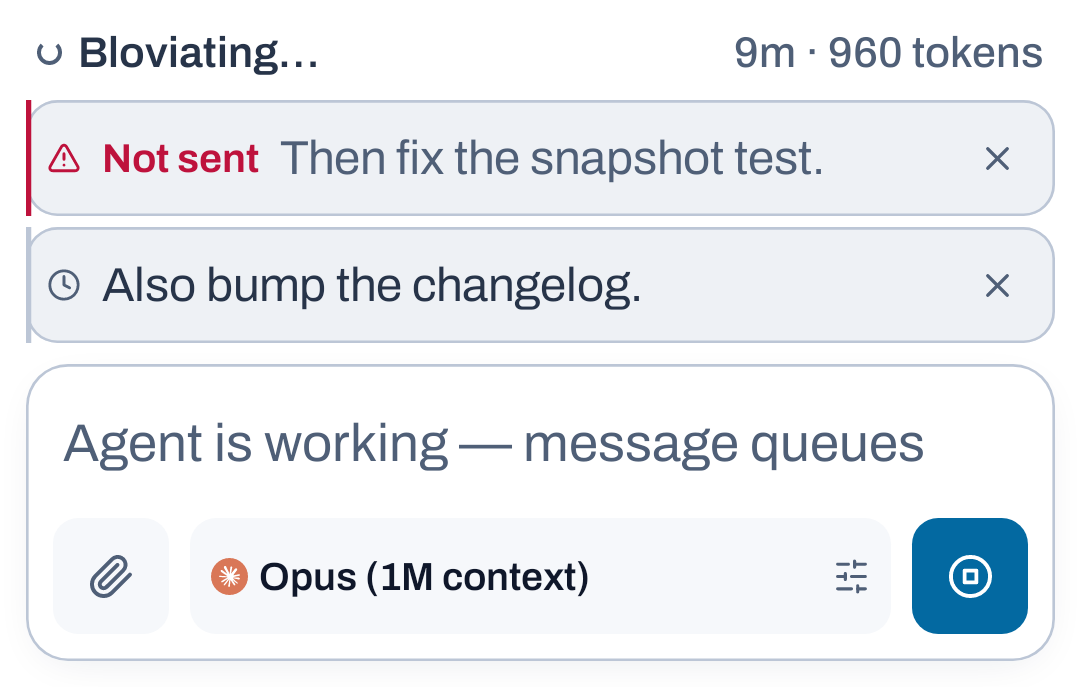 Bloviating... 9m · 960 tokens
Not sent Then fix the snapshot test.
Also bump the changelog.
Agent is working — message queues
Opus (1M context)